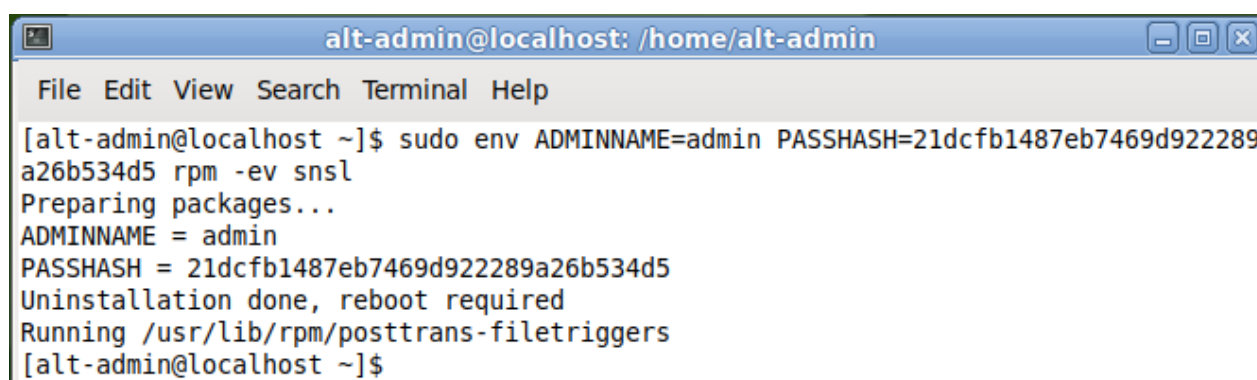 alt-admin@localhost: /home/alt-admin
File Edit View Search Terminal Help
[alt-admin@localhost ~]$ sudo env ADMINNAME=admin PASSHASH=21dcfb1487eb7469d922289
a26b534d5 rpm -ev snsl
Preparing packages...
ADMINNAME = admin
PASSHASH = 21dcfb1487eb7469d922289a26b534d5
Uninstallation done, reboot required
Running /usr/lib/rpm/posttrans-filetriggers
[alt-admin@localhost ~]$